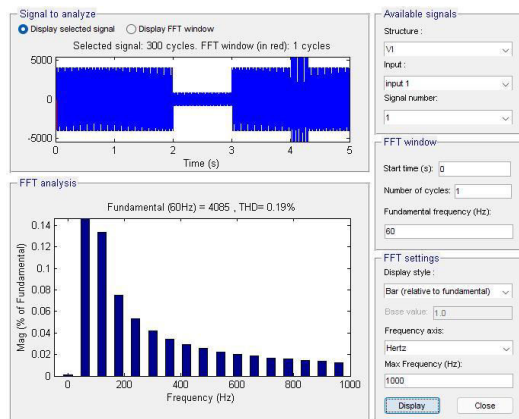 Signal to analyze
Display selected signal
Display FFT window
Selected signal: 300 cycles. FFT window (in red): 1 cycles
5000
0
-5000
0
1
2
3
4
5
Time (s)
FFT analysis
Fundamental (60Hz) = 4085 , THD= 0.19%
0.14
0.12
0.1
0.08
0.06
0.04
0.02
0
Mag (% of Fundamental)
0
200
400
600
800
1000
Frequency (Hz)
Available signals
Structure :
VI
Input :
input 1
Signal number:
1
FFT window
Start time (s): 0
Number of cycles: 1
Fundamental frequency (Hz):
60
FFT settings
Display style :
Bar (relative to fundamental)
Base value: 1.0
Frequency axis:
Hertz
Max Frequency (Hz):
1000
Display
Close